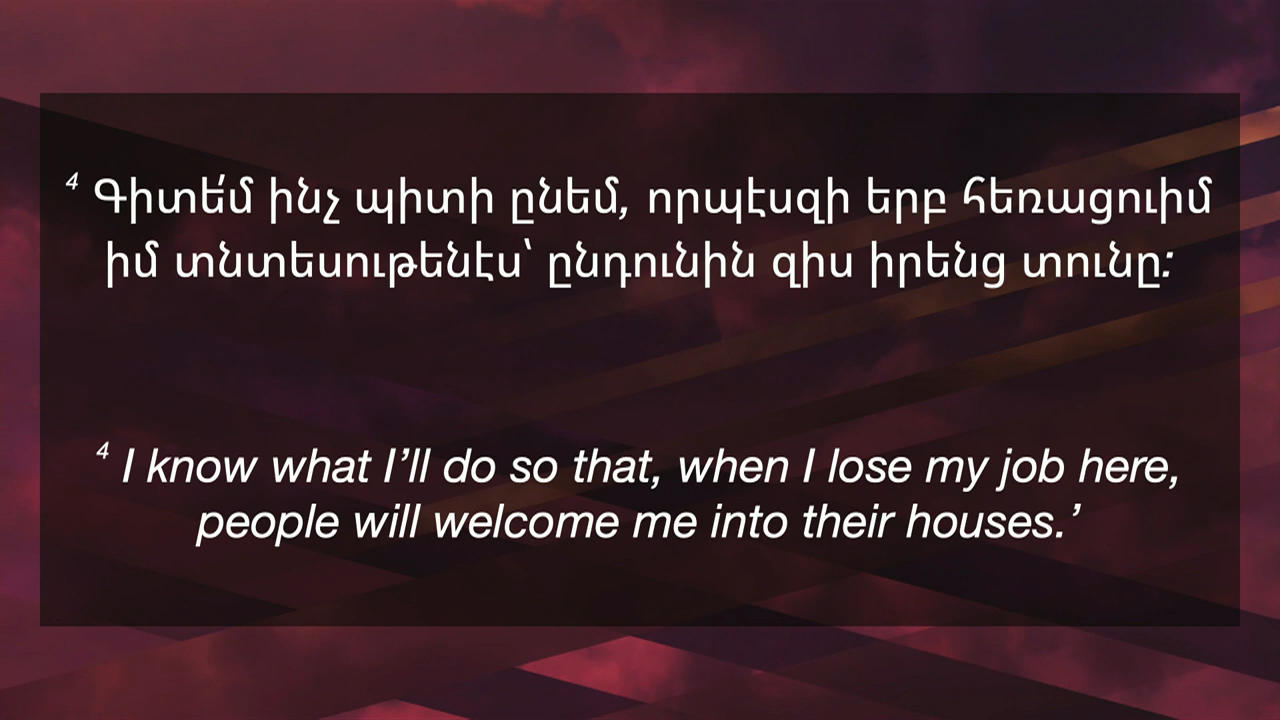 4 Գիտե՛մ ինչ պիտի ընեմ, որպէսզի երբ հեռացուիմ
իմ տնտեսութենէս՝ ընդունին զիս իրենց տունը:
4 I know what I’ll do so that, when I lose my job here,
people will welcome me into their houses.’